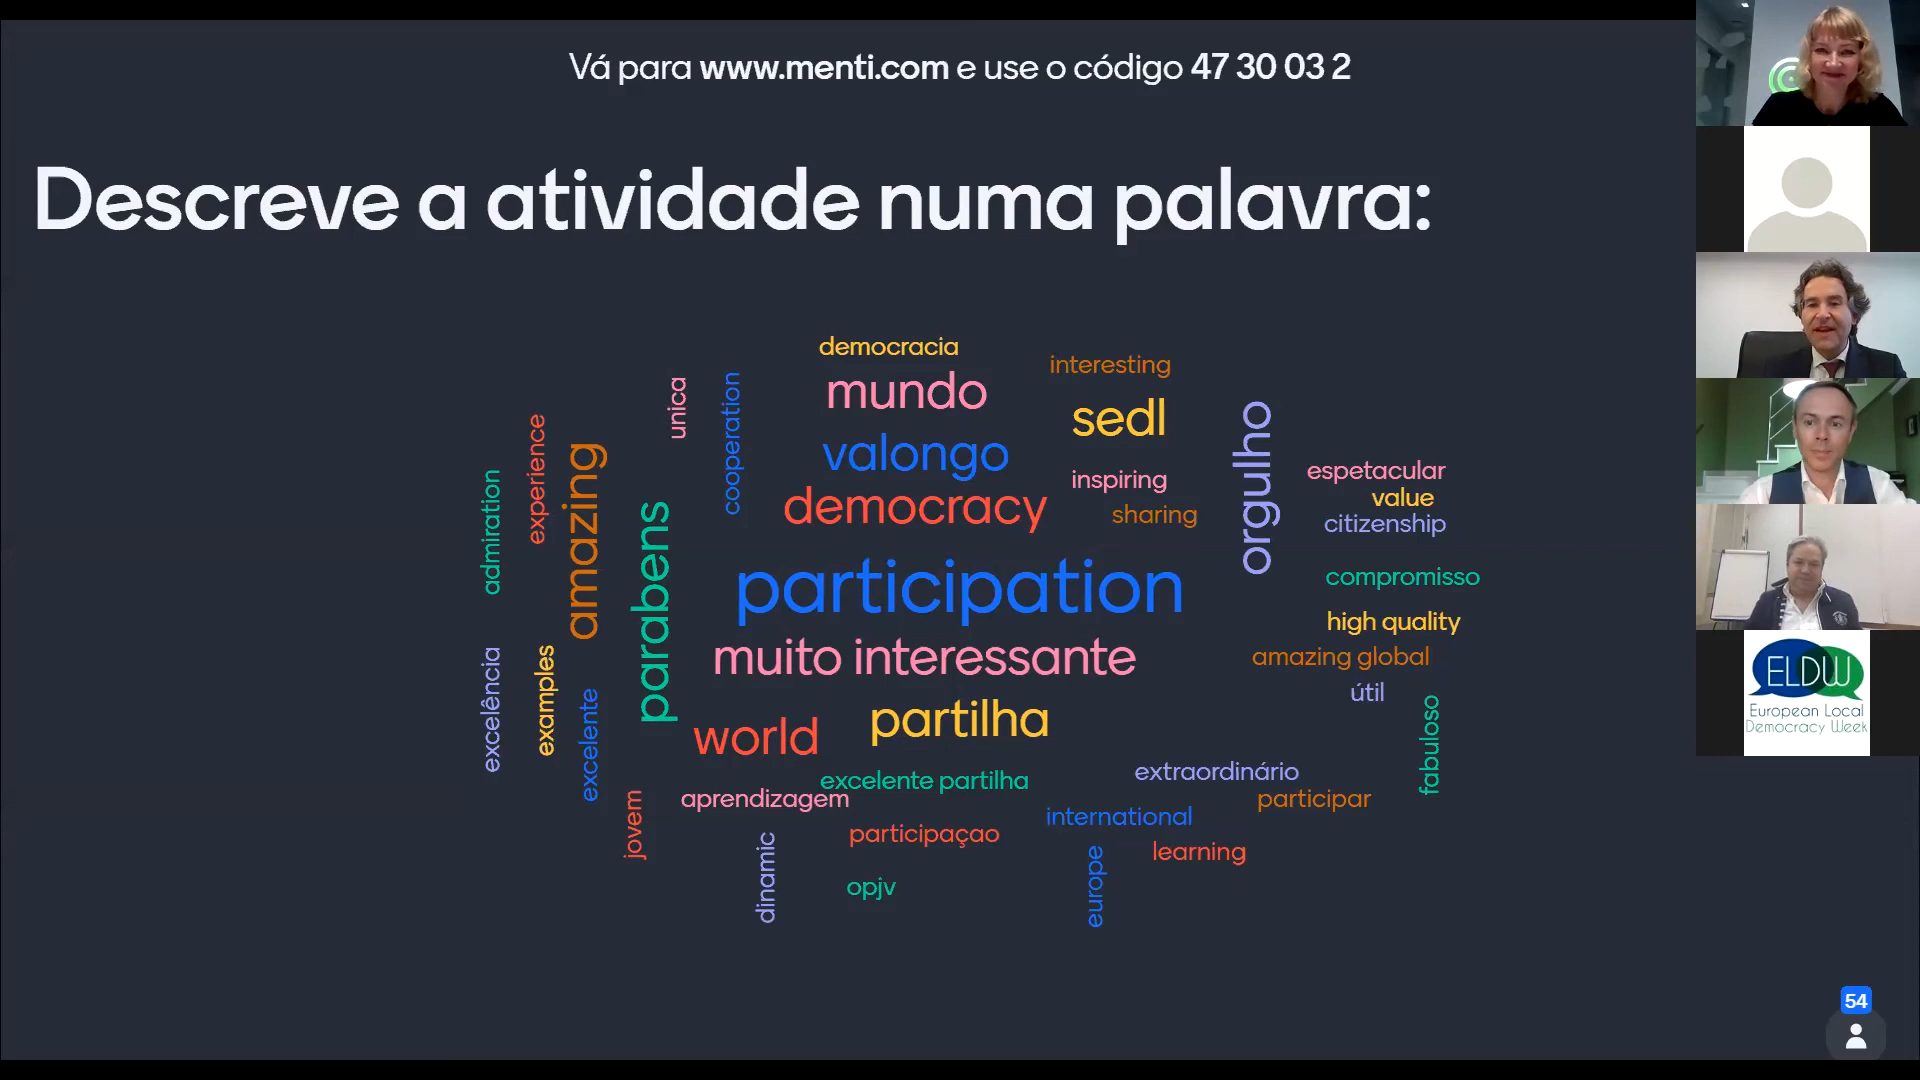 Vá para www.menti.com e use o código 47 30 03 2
Descreve a atividade numa palavra:
democracia
mundo
interesting
sedl
unica
cooperation
valongo
orgulho
experience
amazing
admiration
democracy
inspiring
sharing
espetacular
value
citizenship
parabens
participation
compromisso
high quality
muito interessante
amazing global
útil
excelência
examples
excelente
world
partilha
fabuloso
excelente partilha
extraordinário
jovem
aprendizagem
participar
participaçao
international
learning
dinamic
opjv
europe
ELDW
European Local
Democracy Week
54